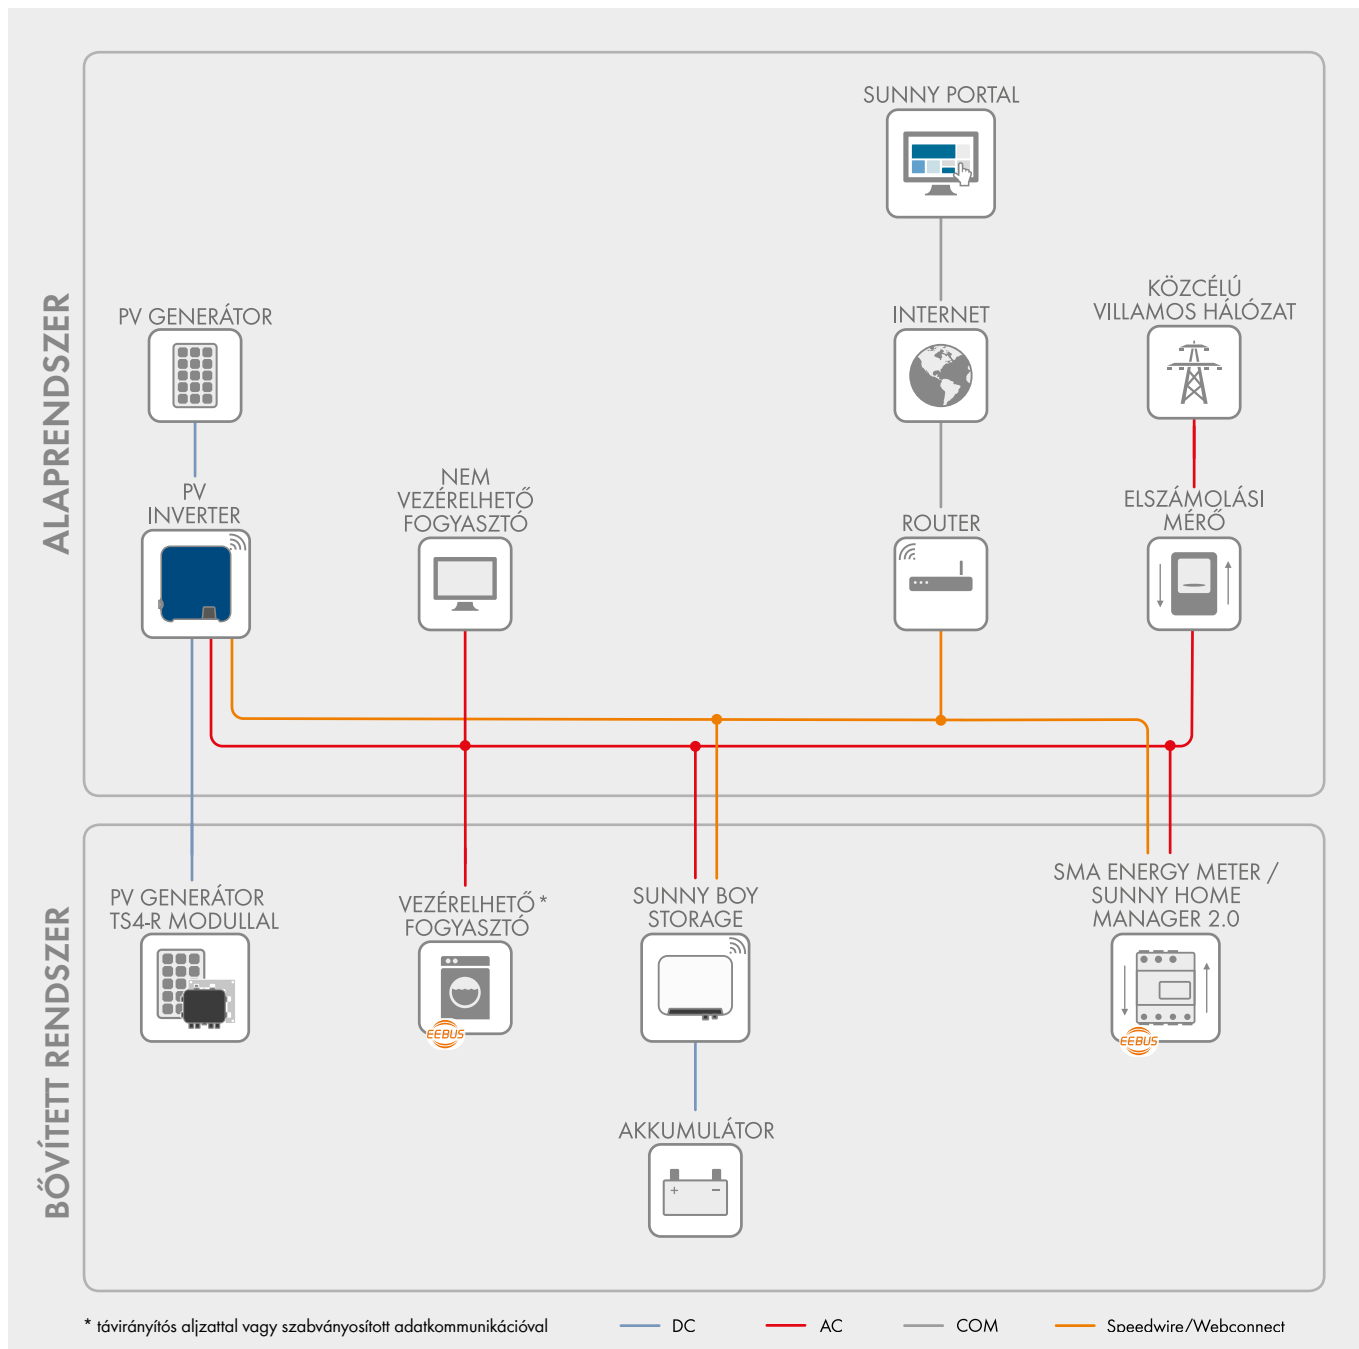 ALAPRENDSZER
SUNNY PORTAL
INTERNET
KÖZCÉLÚ
VILLAMOS HÁLÓZAT
PV GENERÁTOR
PV
INVERTER
NEM
VEZÉRELHETŐ
FOGYASZTÓ
ROUTER
ELSZÁMOLÁSI
MÉRŐ
BŐVÍTETT RENDSZER
PV GENERÁTOR
TS4-R MODULLAL
VEZÉRELHETŐ *
FOGYASZTÓ
EEBUS
SUNNY BOY
STORAGE
SMA ENERGY METER /
SUNNY HOME
MANAGER 2.0
EEBUS
AKKUMULÁTOR
+ −
* távirányítós aljzattal vagy szabványosított adatkommunikációval
DC
AC
COM
Speedwire/Webconnect